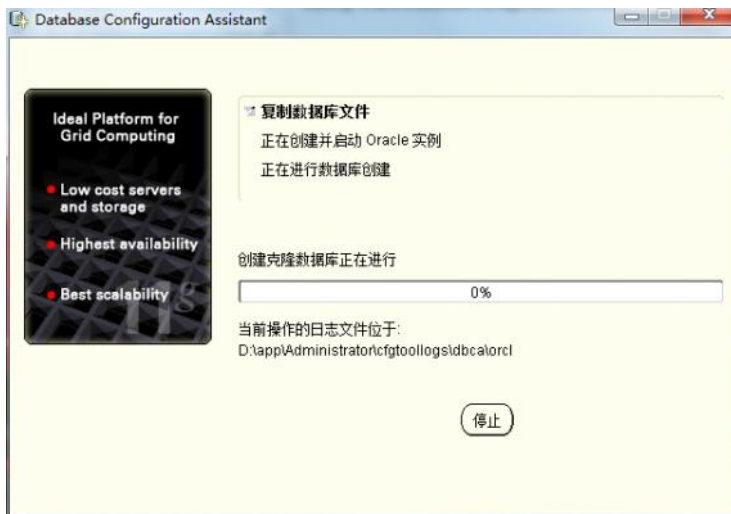 Database Configuration Assistant
Ideal Platform for
Grid Computing
Low cost servers
and storage
Highest availability
Best scalability
11g
复制数据库文件
正在创建并启动 Oracle 实例
正在进行数据库创建
创建克隆数据库正在进行
0%
当前操作的日志文件位于:
D:\app\Administrator\cfgtoollogs\dbca\orcl
停止